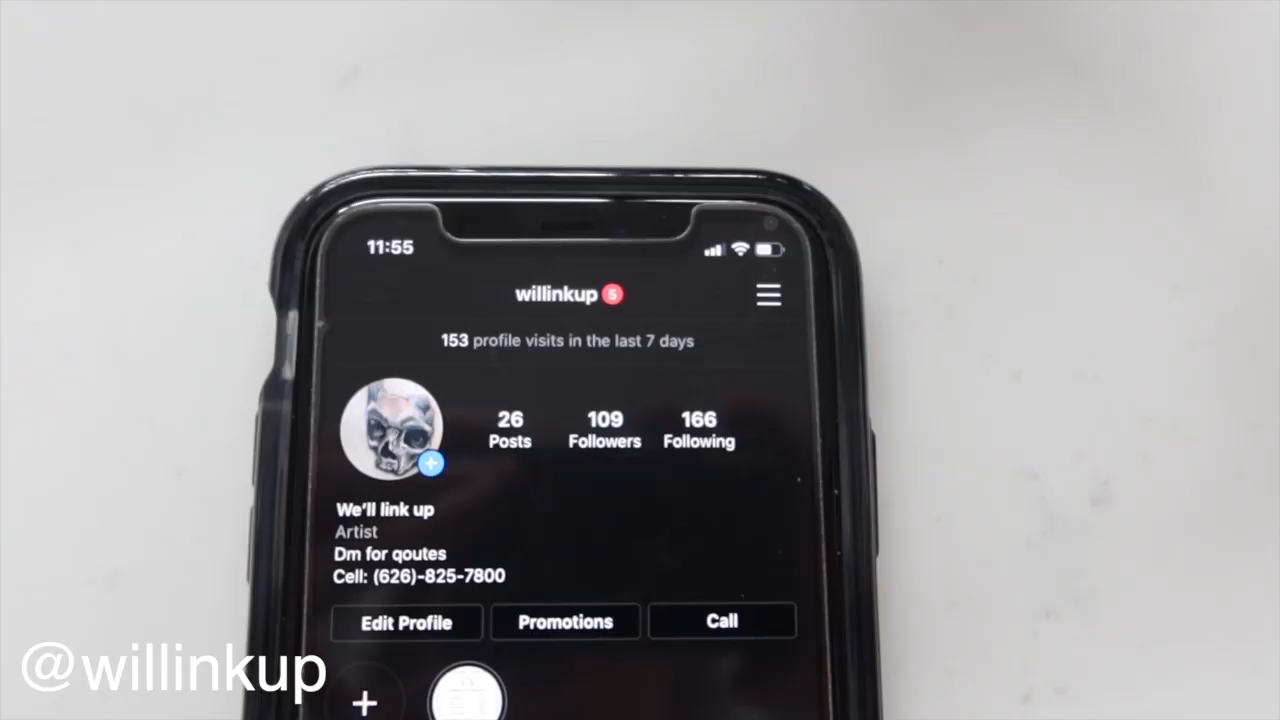 11:55
willinkup 5
153 profile visits in the last 7 days
26 109 166
Posts Followers Following
We'll link up
Artist
Dm for qoutes
Cell: (626)-825-7800
Edit Profile Promotions Call
@willinkup